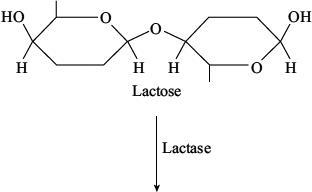 HO O O OH
H H H O H
Lactose
Lactase